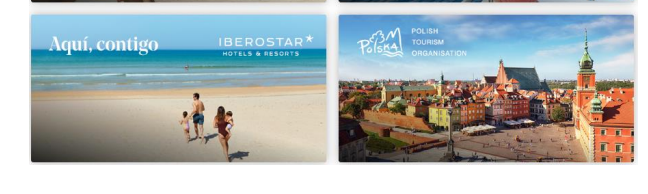 Aquí, contigo
IBEROSTAR*
HOTELS & RESORTS
POLSKA
POLISH
TOURISM
ORGANISATION